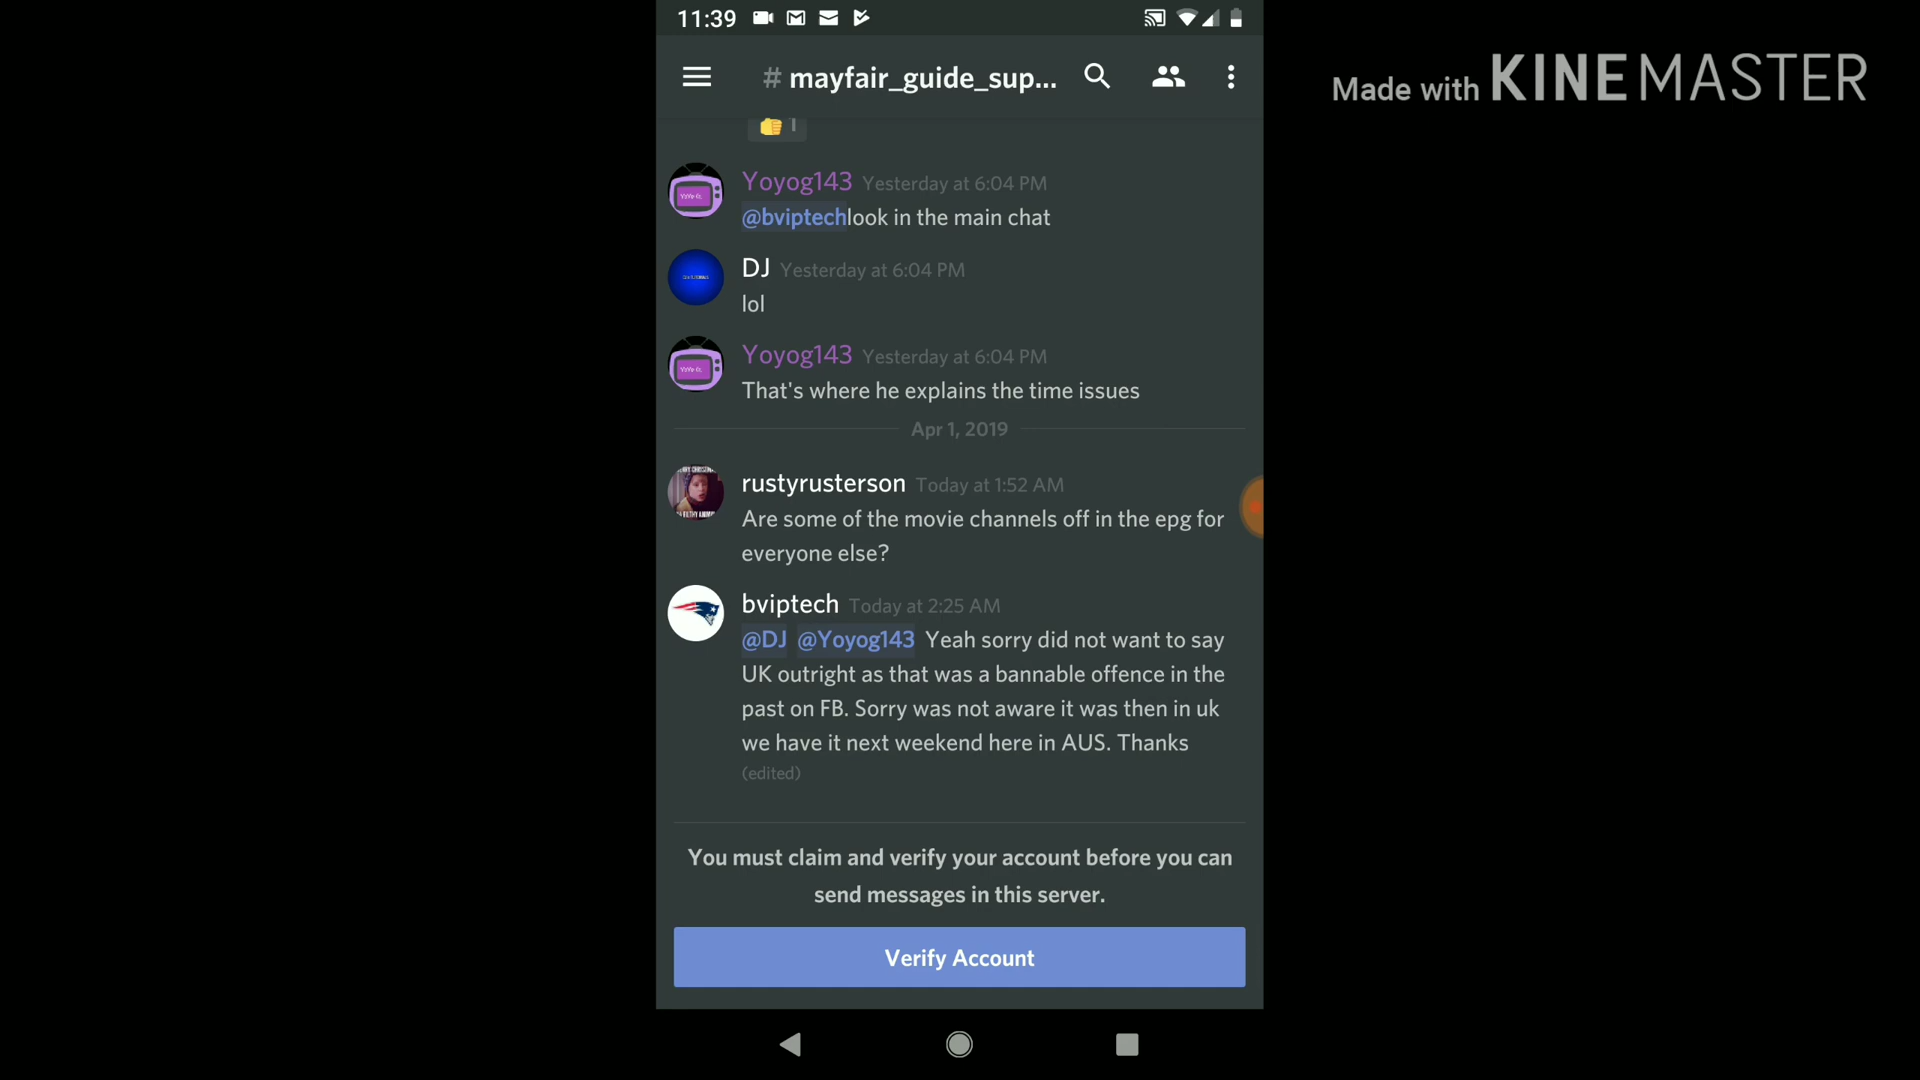 11:39
Made with KINEMASTER
# mayfair_guide_sup...
1
Yoyog143 Yesterday at 6:04 PM
@bviptechlook in the main chat
DJ Yesterday at 6:04 PM
lol
Yoyog143 Yesterday at 6:04 PM
That's where he explains the time issues
Apr 1, 2019
rustyrusterson Today at 1:52 AM
Are some of the movie channels off in the epg for
everyone else?
bviptech Today at 2:25 AM
@DJ @Yoyog143 Yeah sorry did not want to say
UK outright as that was a bannable offence in the
past on FB. Sorry was not aware it was then in uk
we have it next weekend here in AUS. Thanks
(edited)
You must claim and verify your account before you can
send messages in this server.
Verify Account